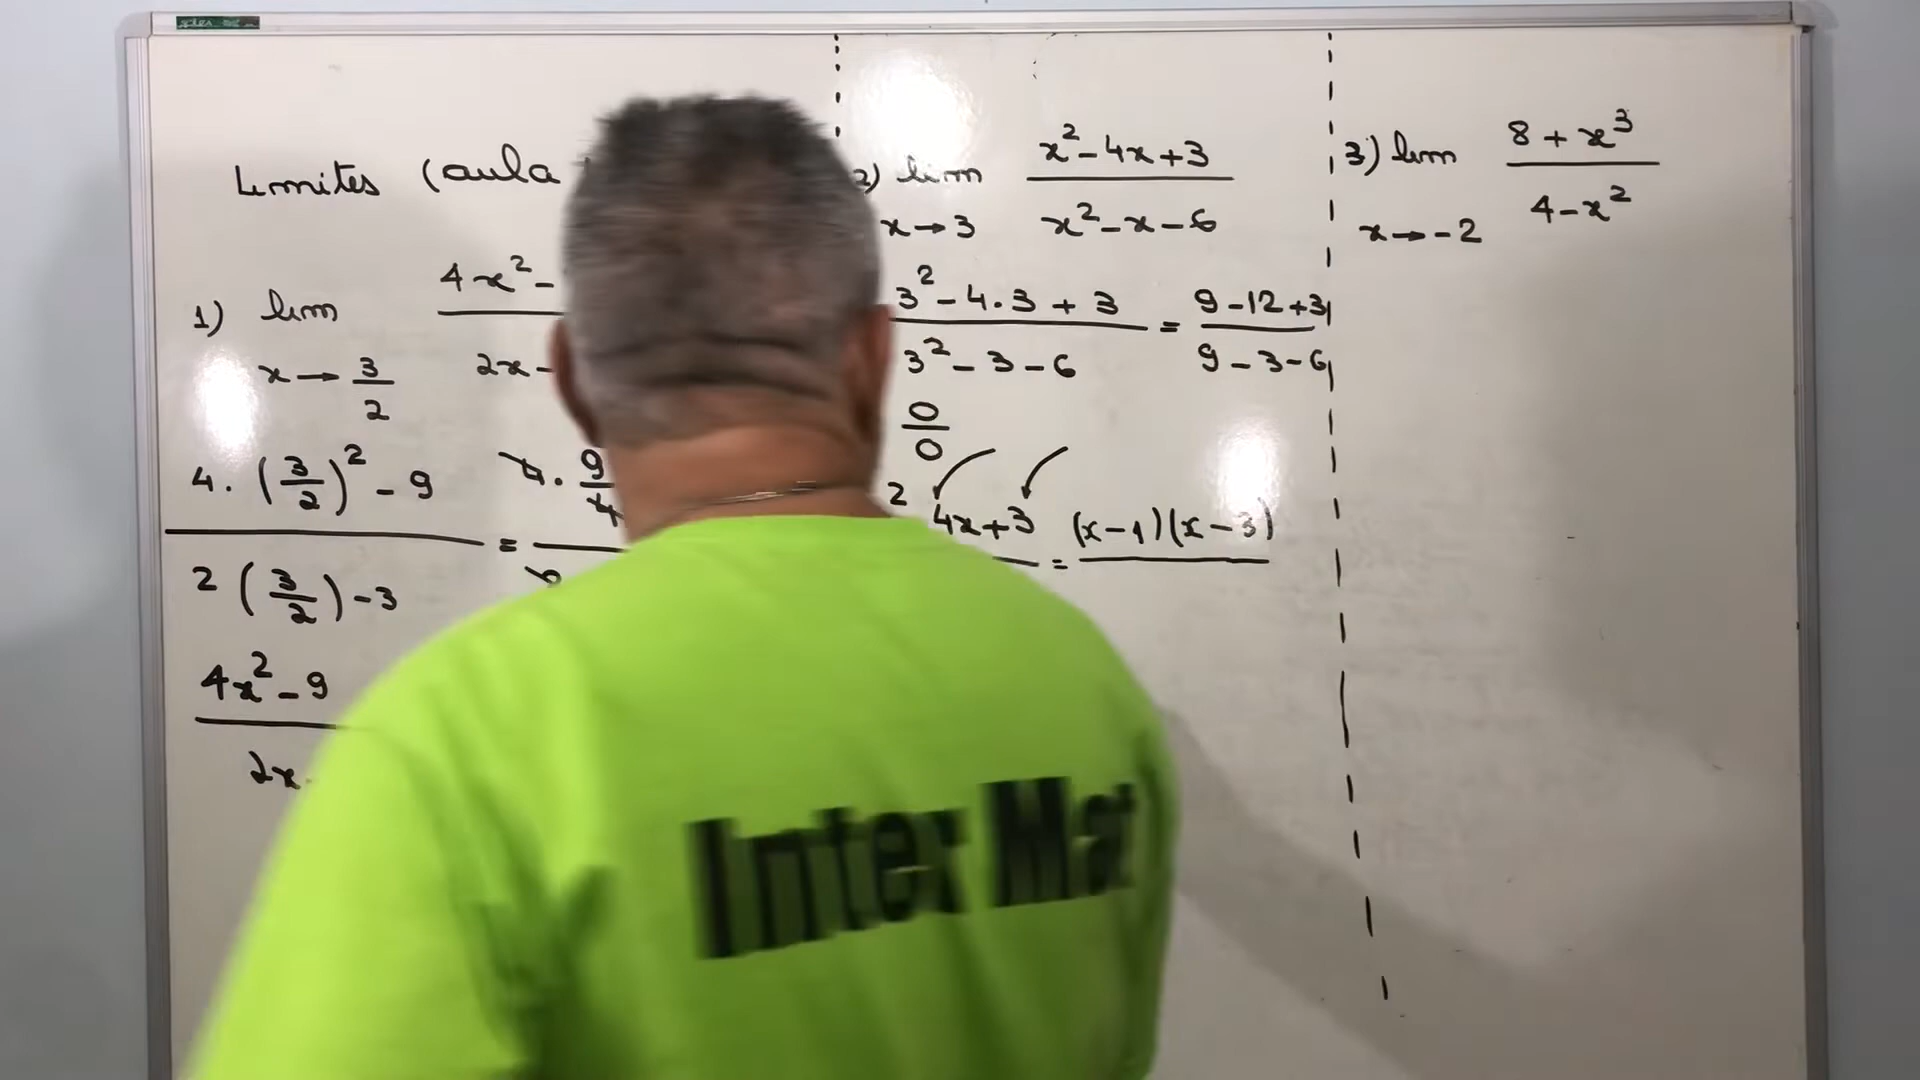 Limites (aula
1) lim 4x² -
x → 3/2 2x -
4. (3/2)² - 9 / 2(3/2) - 3 = 4 . 9/4
4x² - 9
2x
2) lim x² - 4x + 3 / x² - x - 6
x → 3
3² - 4.3 + 3 / 3² - 3 - 6 = 9 - 12 + 3 / 9 - 3 - 6
0/0
2 4x + 3 = (x - 1)(x - 3)
3) lim 8 + x³ / 4 - x²
x → -2
Inter Mat